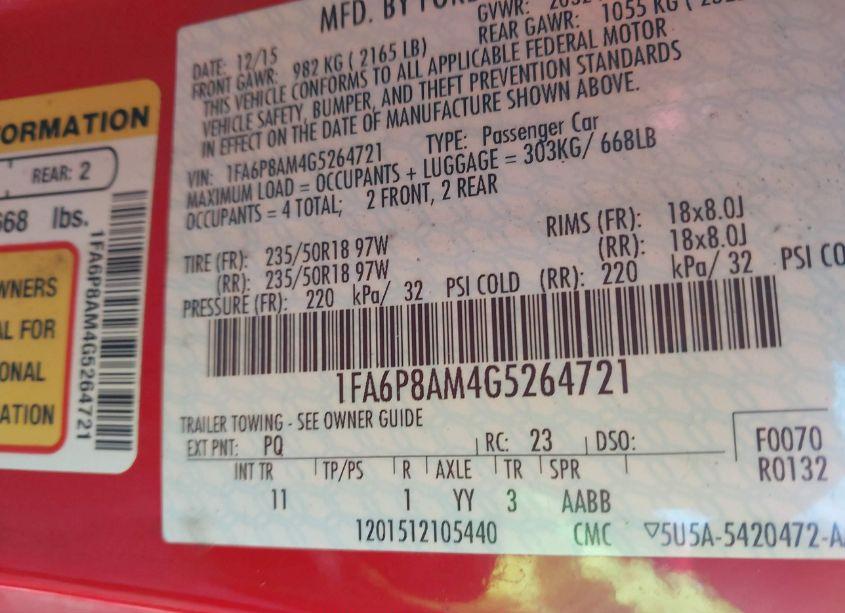 ORMATION
REAR: 2
668 lbs.
WNERS
AL FOR
ONAL
ATION
1FA6P8AM4G5264721
MFD. BY FORD
DATE: 12/15 GVWR:
FRONT GAWR: 982 KG ( 2165 LB) REAR GAWR: 1055 KG (
THIS VEHICLE CONFORMS TO ALL APPLICABLE FEDERAL MOTOR
VEHICLE SAFETY, BUMPER, AND THEFT PREVENTION STANDARDS
IN EFFECT ON THE DATE OF MANUFACTURE SHOWN ABOVE.
VIN: 1FA6P8AM4G5264721 TYPE: Passenger Car
MAXIMUM LOAD = OCCUPANTS + LUGGAGE = 303KG/ 668LB
OCCUPANTS = 4 TOTAL; 2 FRONT, 2 REAR
TIRE (FR): 235/50R18 97W RIMS (FR): 18x8.0J
(RR): 235/50R18 97W (RR): 18x8.0J
PRESSURE (FR): 220 kPa/ 32 PSI COLD (RR): 220 kPa/ 32 PSI CO
1FA6P8AM4G5264721
TRAILER TOWING - SEE OWNER GUIDE
EXT PNT: PQ RC: 23 DSO: F0070
INT TR TP/PS R AXLE TR SPR R0132
11 1 YY 3 AABB
1201512105440 CMC ▽5U5A-5420472-A